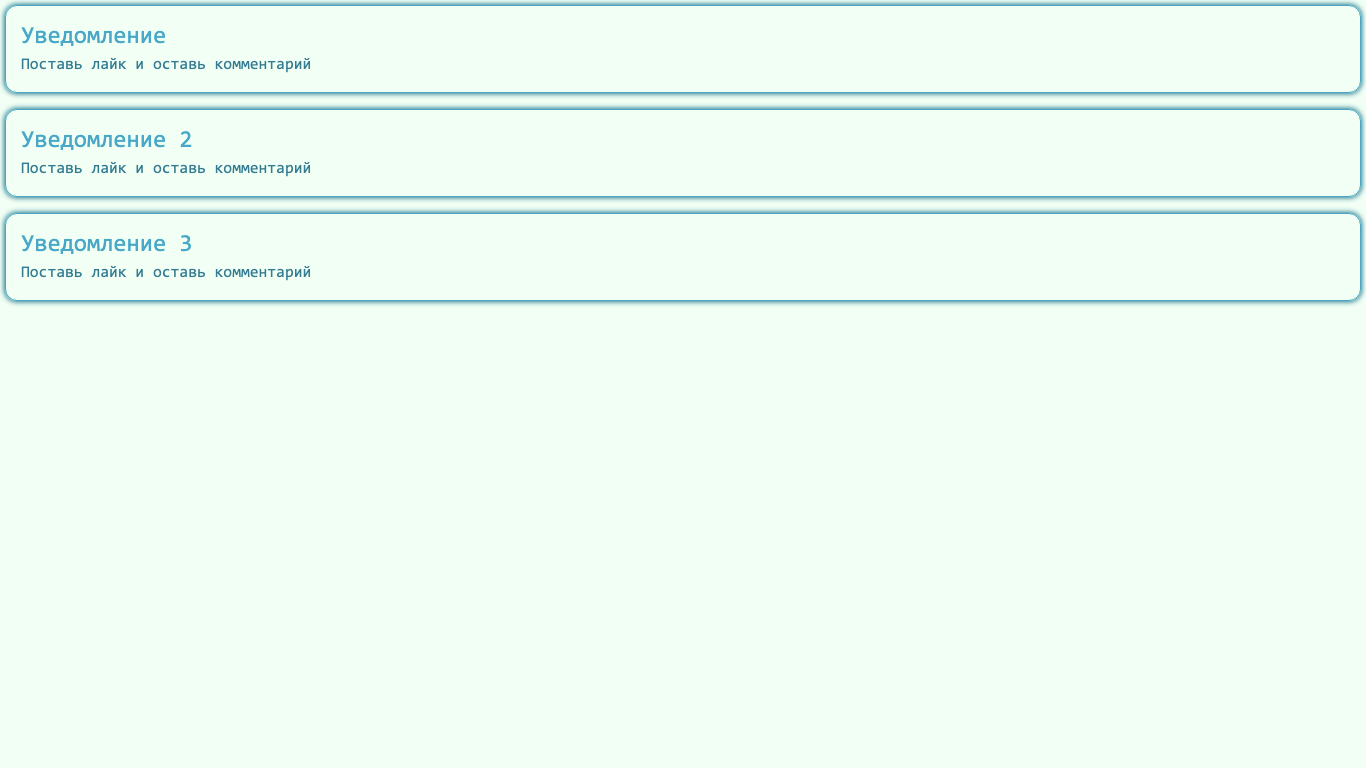 Уведомление
Поставь лайк и оставь комментарий
Уведомление 2
Поставь лайк и оставь комментарий
Уведомление 3
Поставь лайк и оставь комментарий